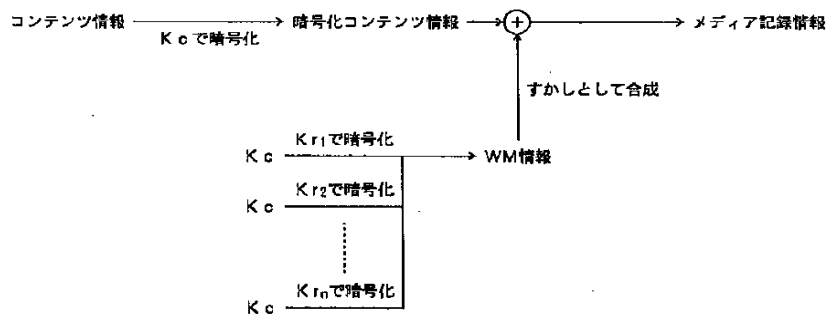 コンテンツ情報
Kcで暗号化
暗号化コンテンツ情報
メディア記録情報
すかしとして合成
Kc
Kr1で暗号化
WM情報
Kc
Kr2で暗号化
Kc
Krnで暗号化